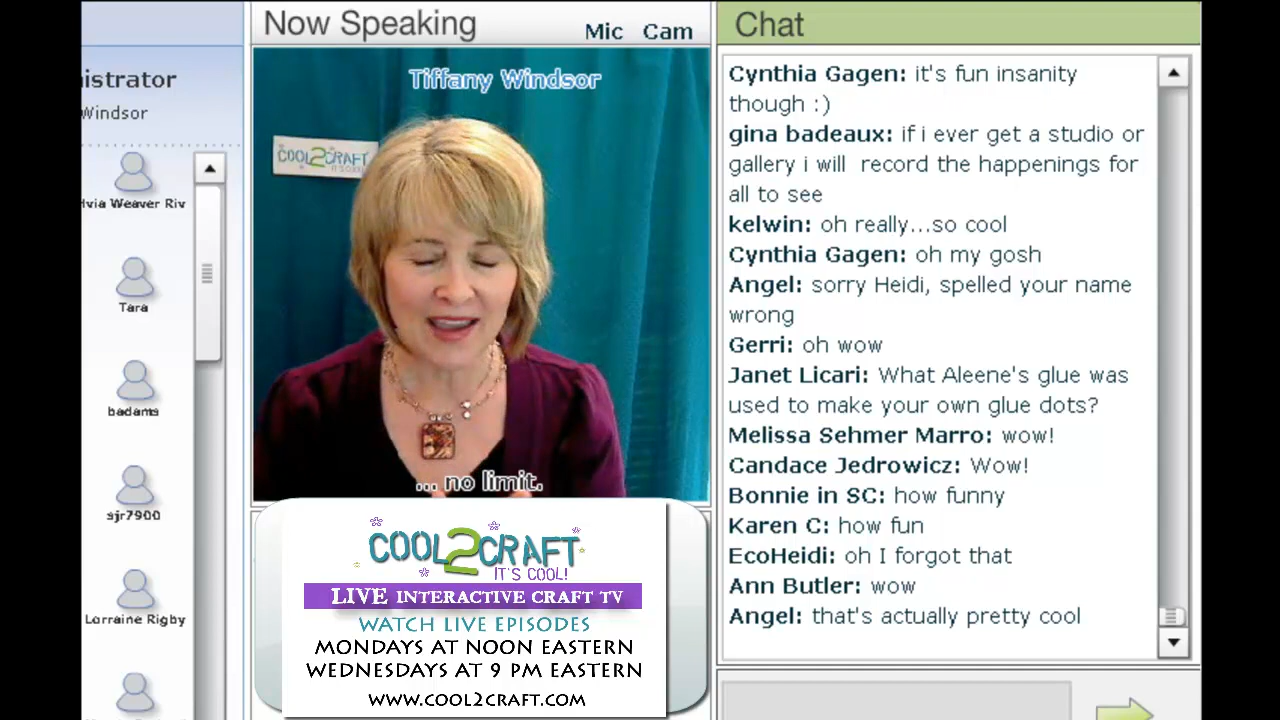 istrator
Windsor
lvia Weaver Riv
Tara
badams
sjr7900
Lorraine Rigby
Now Speaking
Mic Cam
Tiffany Windsor
COOL2CRAFT
... no limit.
COOL2CRAFT
IT'S COOL!
LIVE INTERACTIVE CRAFT TV
WATCH LIVE EPISODES
MONDAYS AT NOON EASTERN
WEDNESDAYS AT 9 PM EASTERN
WWW.COOL2CRAFT.COM
Chat
Cynthia Gagen: it's fun insanity
though :)
gina badeaux: if i ever get a studio or
gallery i will record the happenings for
all to see
kelwin: oh really...so cool
Cynthia Gagen: oh my gosh
Angel: sorry Heidi, spelled your name
wrong
Gerri: oh wow
Janet Licari: What Aleene's glue was
used to make your own glue dots?
Melissa Sehmer Marro: wow!
Candace Jedrowicz: Wow!
Bonnie in SC: how funny
Karen C: how fun
EcoHeidi: oh I forgot that
Ann Butler: wow
Angel: that's actually pretty cool